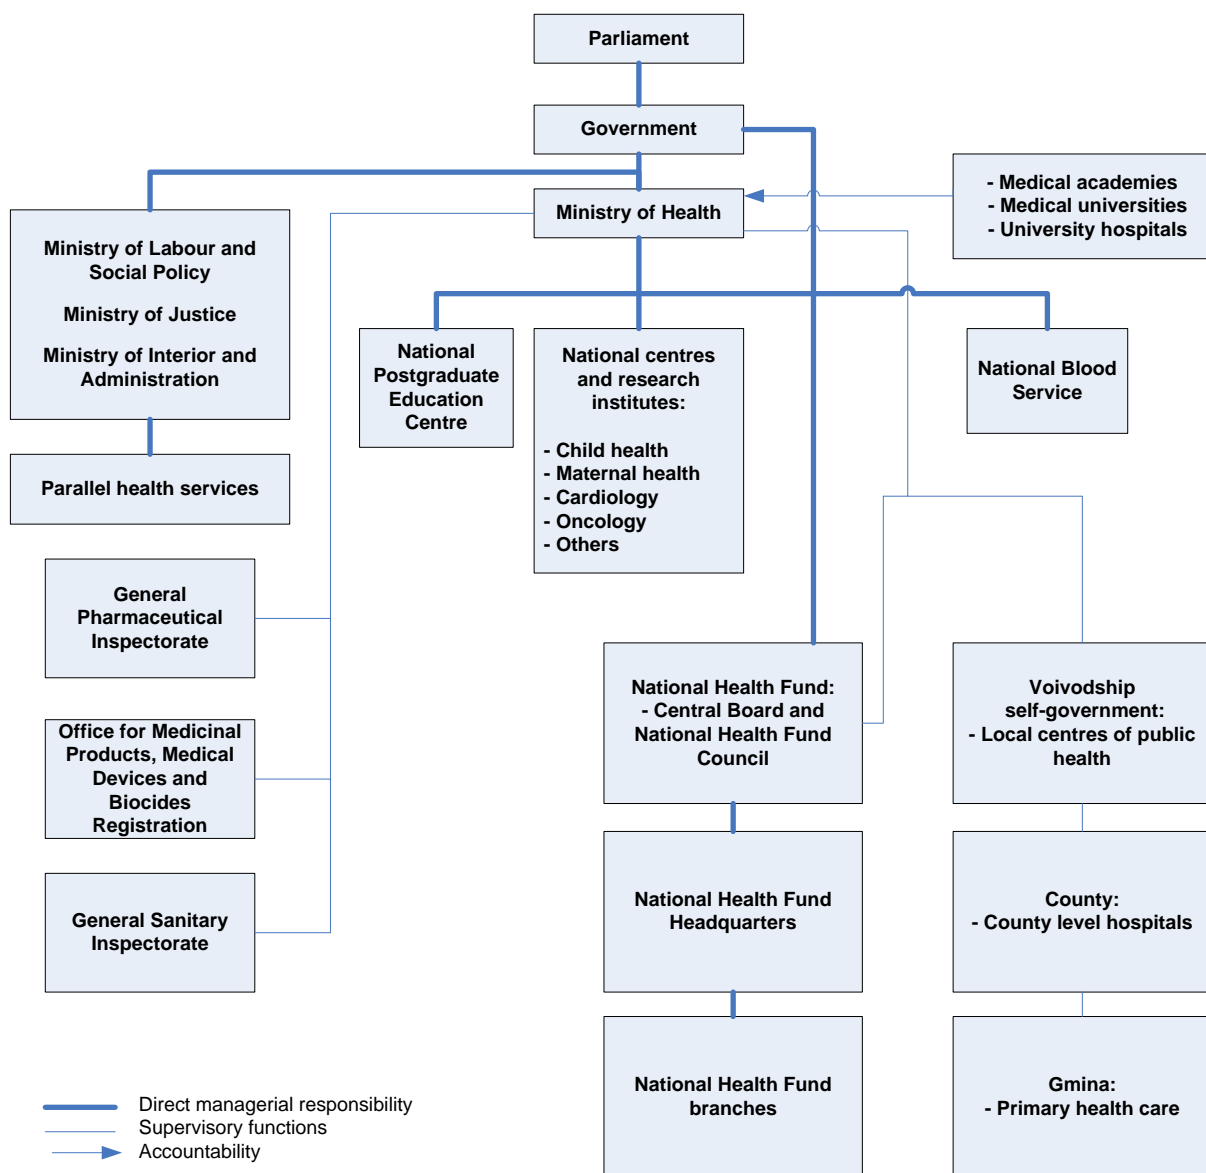 Parliament
Government
Ministry of Health
- Medical academies
- Medical universities
- University hospitals
Ministry of Labour and
Social Policy
Ministry of Justice
Ministry of Interior and
Administration
Parallel health services
National
Postgraduate
Education
Centre
National centres
and research
institutes:
- Child health
- Maternal health
- Cardiology
- Oncology
- Others
National Blood
Service
General
Pharmaceutical
Inspectorate
Office for Medicinal
Products, Medical
Devices and
Biocides
Registration
General Sanitary
Inspectorate
National Health Fund:
- Central Board and
National Health Fund
Council
National Health Fund
Headquarters
National Health Fund
branches
Voivodship
self-government:
- Local centres of public
health
County:
- County level hospitals
Gmina:
- Primary health care
Direct managerial responsibility
Supervisory functions
Accountability